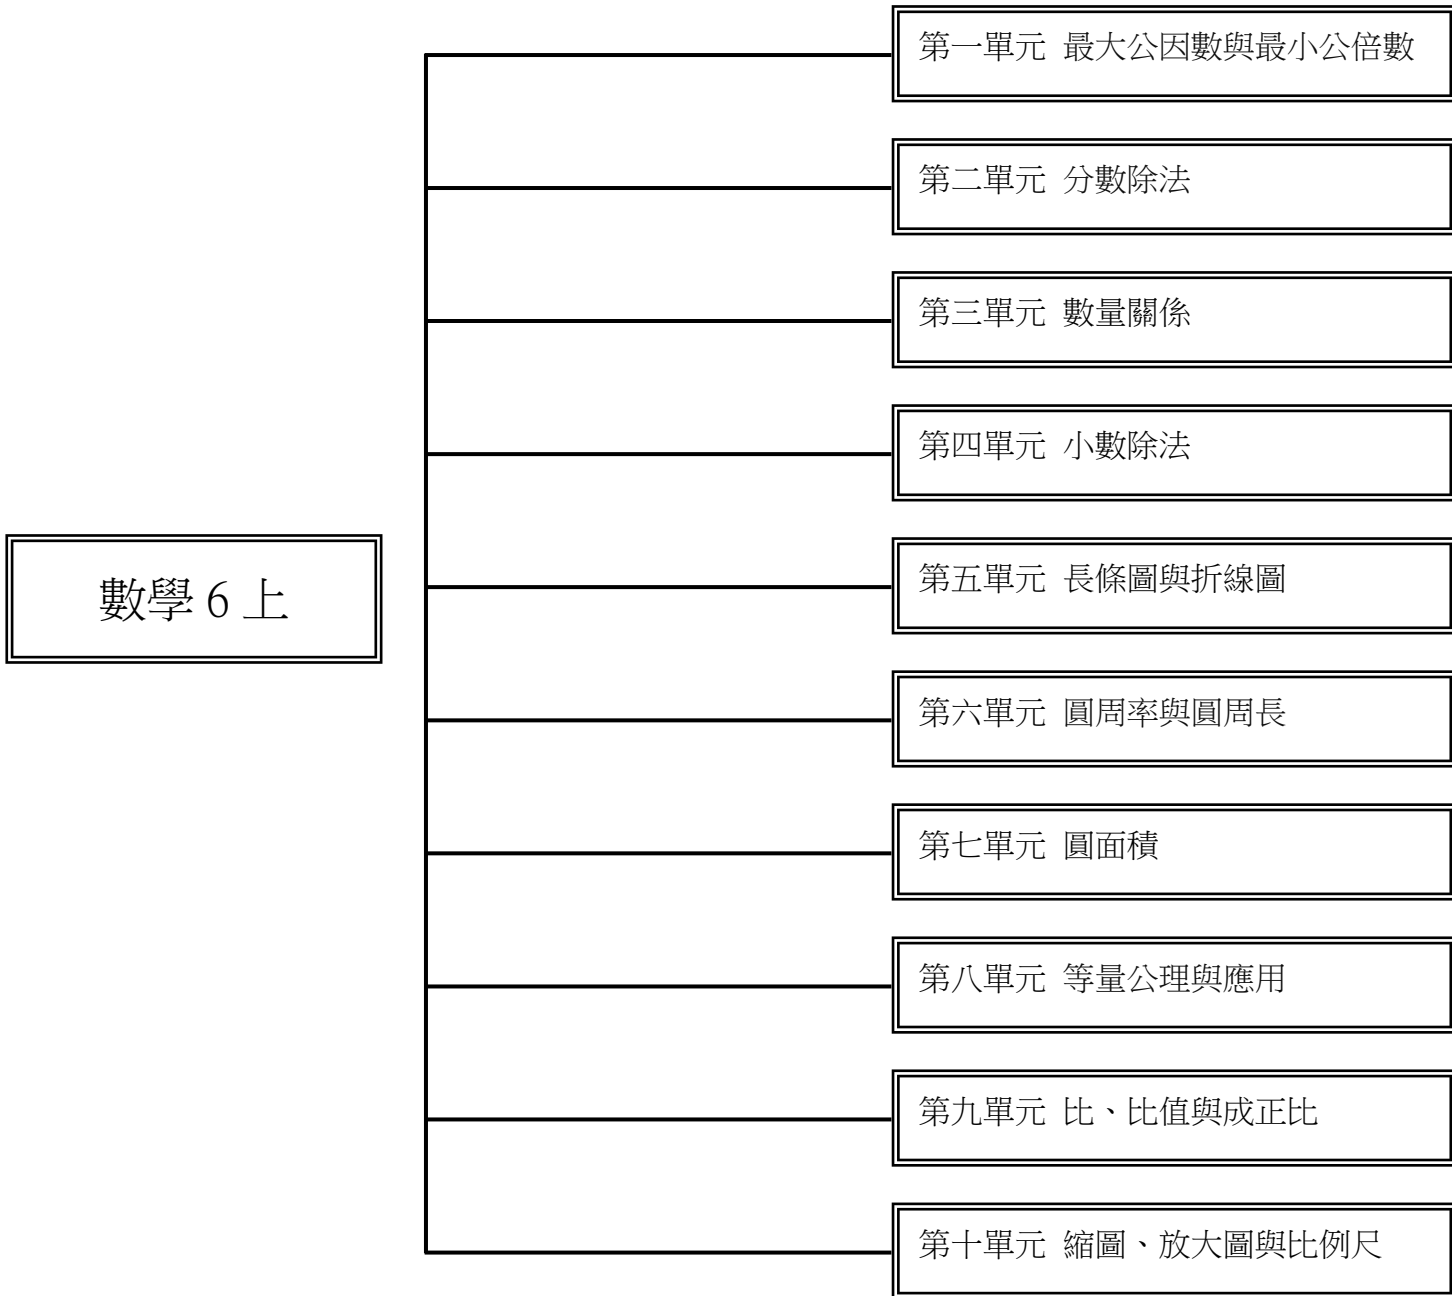 第一單元 最大公因數與最小公倍數
第二單元 分數除法
第三單元 數量關係
第四單元 小數除法
第五單元 長條圖與折線圖
數學 6 上
第六單元 圓周率與圓周長
第七單元 圓面積
第八單元 等量公理與應用
第九單元 比、比值與成正比
第十單元 縮圖、放大圖與比例尺